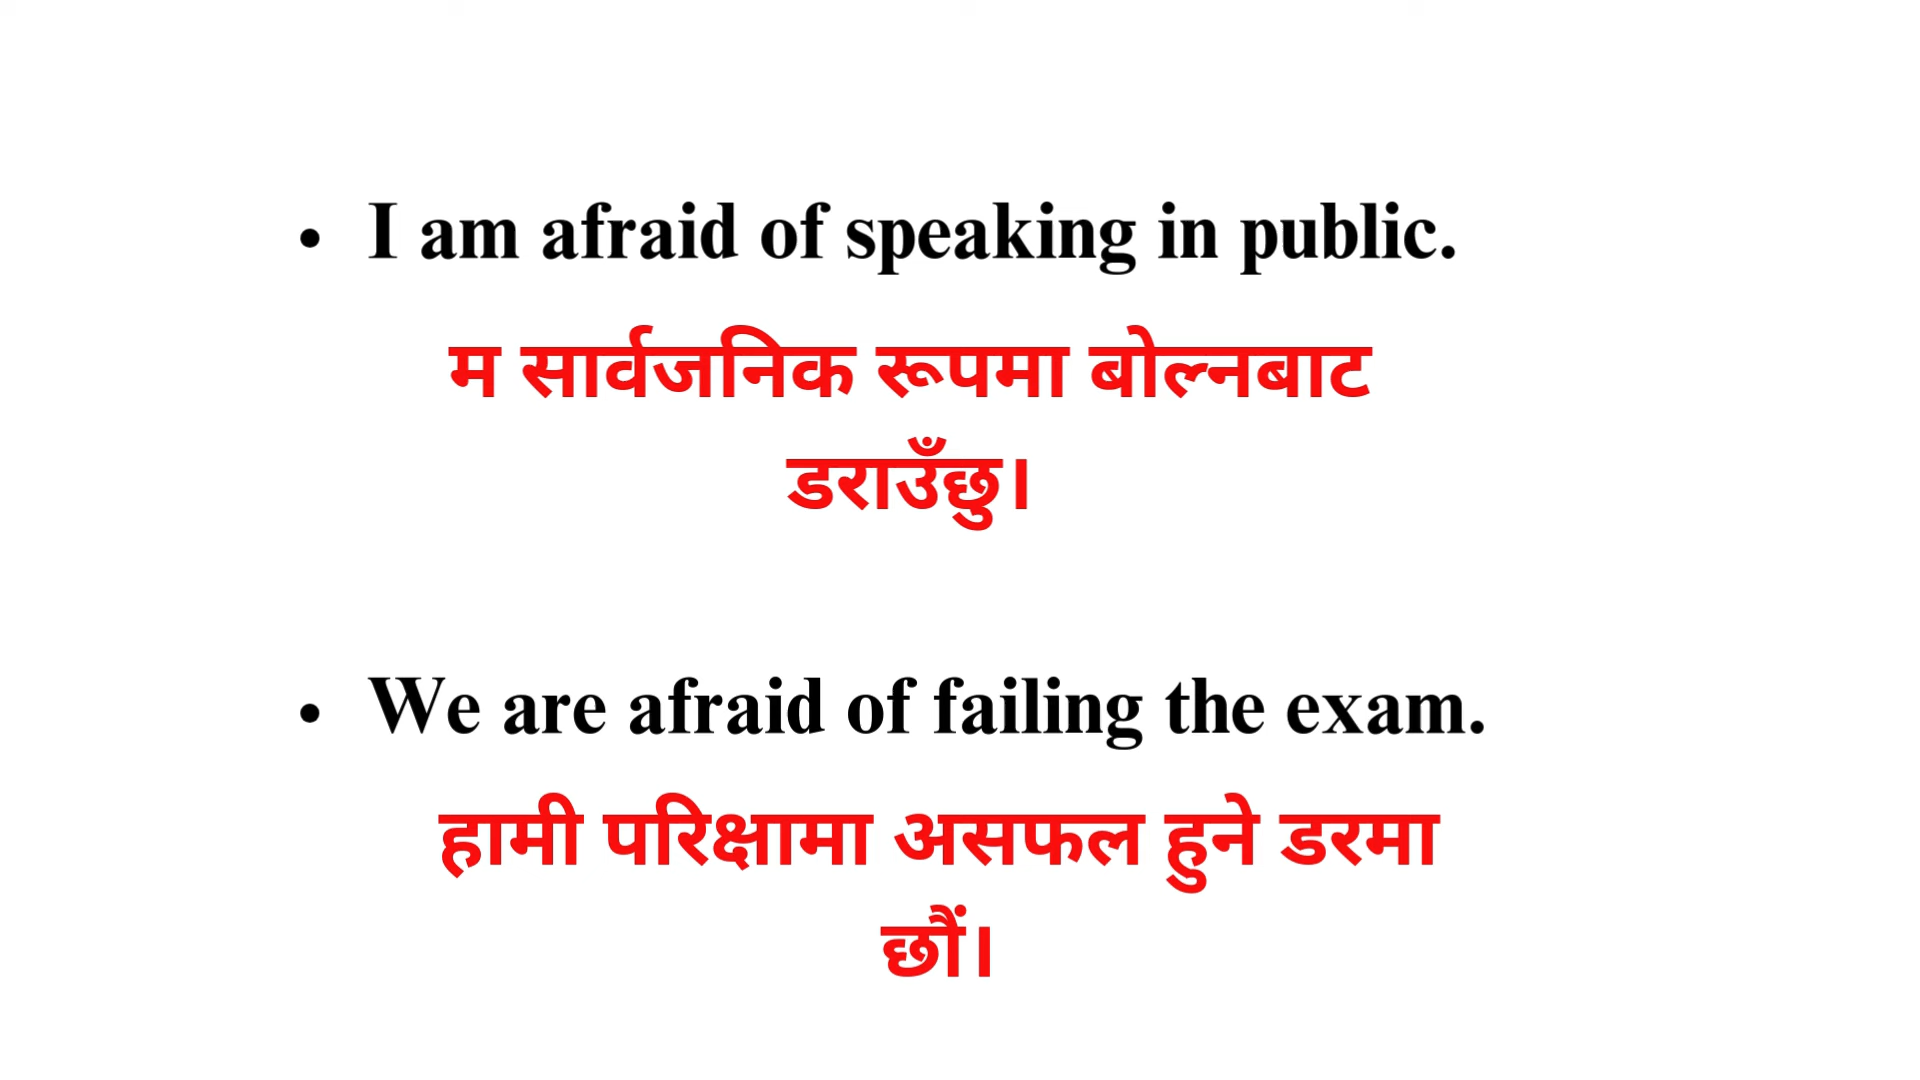 • I am afraid of speaking in public.
म सार्वजनिक रूपमा बोल्नबाट
डराउँछु।
• We are afraid of failing the exam.
हामी परिक्षामा असफल हुने डरमा
छौं।